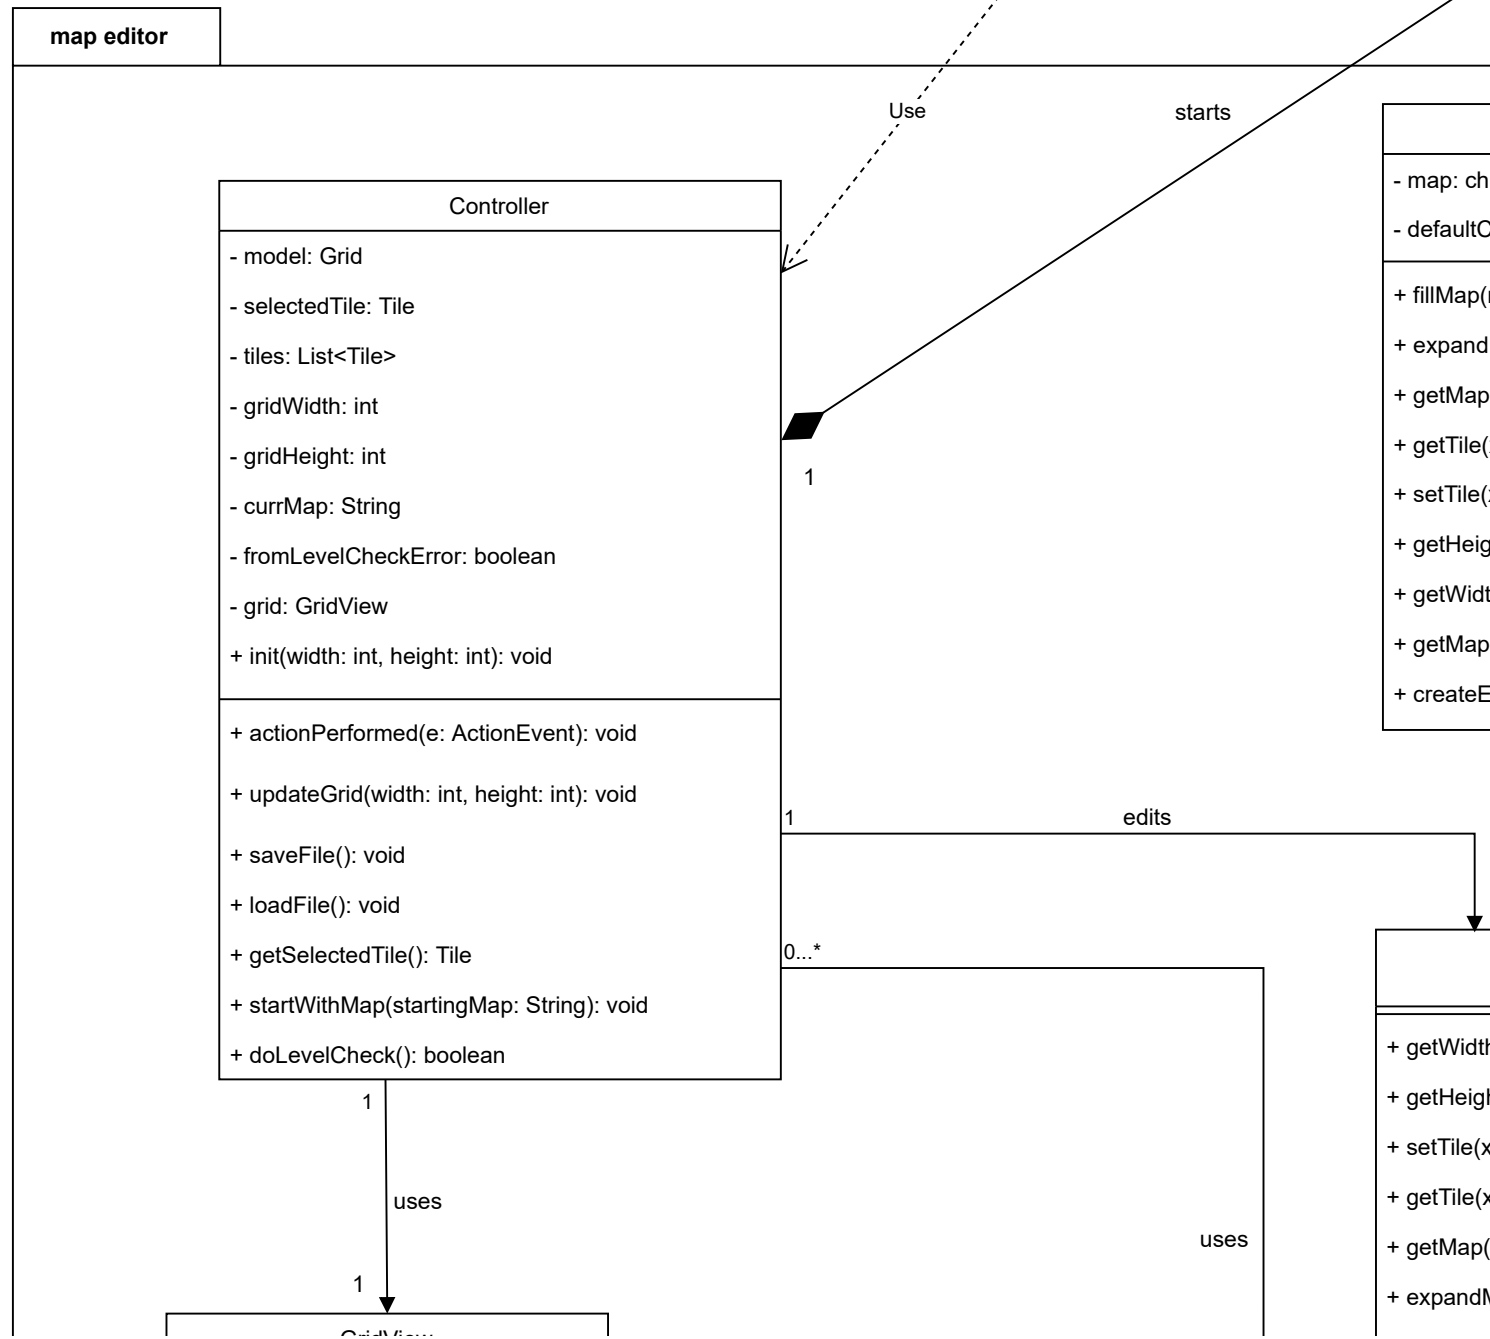 map editor
Use
starts
Controller
- model: Grid
- selectedTile: Tile
- tiles: List<Tile>
- gridWidth: int
- gridHeight: int
- currMap: String
- fromLevelCheckError: boolean
- grid: GridView
+ init(width: int, height: int): void
+ actionPerformed(e: ActionEvent): void
+ updateGrid(width: int, height: int): void
+ saveFile(): void
+ loadFile(): void
+ getSelectedTile(): Tile
+ startWithMap(startingMap: String): void
+ doLevelCheck(): boolean
1
- map: ch
- defaultC
+ fillMap(
+ expand
+ getMap
+ getTile(
+ setTile(
+ getHeig
+ getWidt
+ getMap
+ createE
1
edits
0...*
+ getWidth
+ getHeigh
+ setTile(x
+ getTile(x
+ getMap(
+ expandM
1
uses
1
uses
GridView